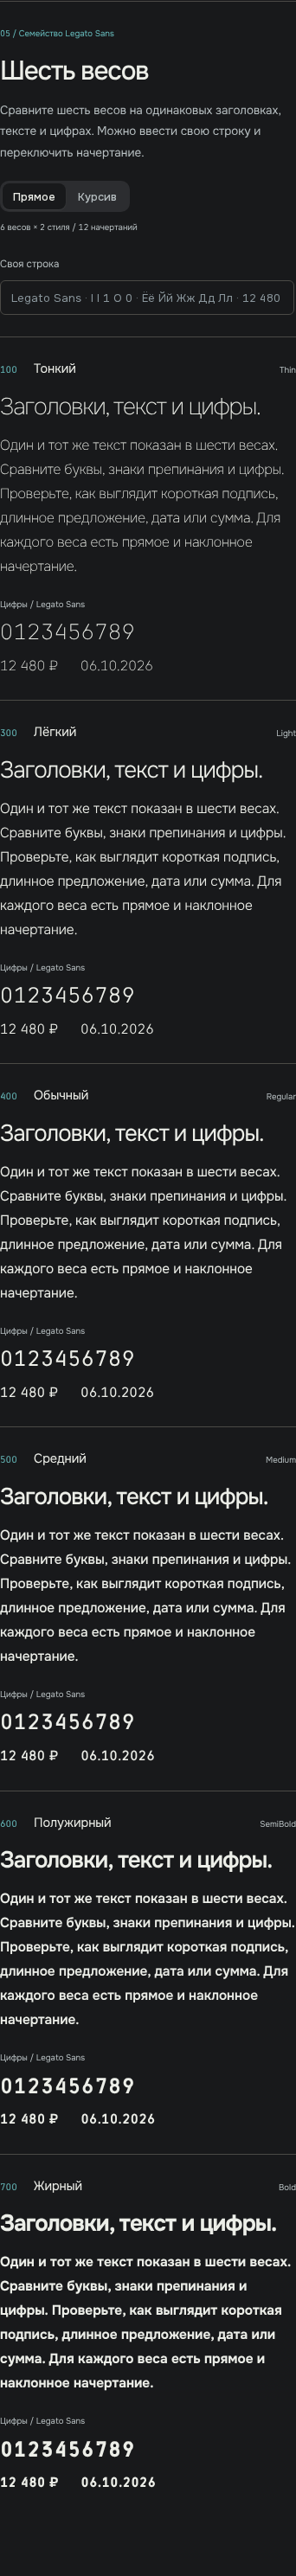 05 / Семейство Legato Sans
Шесть весов
Сравните шесть весов на одинаковых заголовках,
тексте и цифрах. Можно ввести свою строку и
переключить начертание.
Прямое Курсив
6 весов × 2 стиля / 12 начертаний
Своя строка
Legato Sans · I l 1 O 0 · Ёё Йй Жж Дд Лл · 12 480
100 Тонкий Thin
Заголовки, текст и цифры.
Один и тот же текст показан в шести весах.
Сравните буквы, знаки препинания и цифры.
Проверьте, как выглядит короткая подпись,
длинное предложение, дата или сумма. Для
каждого веса есть прямое и наклонное
начертание.
Цифры / Legato Sans
0123456789
12 480 ₽ 06.10.2026
300 Лёгкий Light
Заголовки, текст и цифры.
Один и тот же текст показан в шести весах.
Сравните буквы, знаки препинания и цифры.
Проверьте, как выглядит короткая подпись,
длинное предложение, дата или сумма. Для
каждого веса есть прямое и наклонное
начертание.
Цифры / Legato Sans
0123456789
12 480 ₽ 06.10.2026
400 Обычный Regular
Заголовки, текст и цифры.
Один и тот же текст показан в шести весах.
Сравните буквы, знаки препинания и цифры.
Проверьте, как выглядит короткая подпись,
длинное предложение, дата или сумма. Для
каждого веса есть прямое и наклонное
начертание.
Цифры / Legato Sans
0123456789
12 480 ₽ 06.10.2026
500 Средний Medium
Заголовки, текст и цифры.
Один и тот же текст показан в шести весах.
Сравните буквы, знаки препинания и цифры.
Проверьте, как выглядит короткая подпись,
длинное предложение, дата или сумма. Для
каждого веса есть прямое и наклонное
начертание.
Цифры / Legato Sans
0123456789
12 480 ₽ 06.10.2026
600 Полужирный SemiBold
Заголовки, текст и цифры.
Один и тот же текст показан в шести весах.
Сравните буквы, знаки препинания и цифры.
Проверьте, как выглядит короткая подпись,
длинное предложение, дата или сумма. Для
каждого веса есть прямое и наклонное
начертание.
Цифры / Legato Sans
0123456789
12 480 ₽ 06.10.2026
700 Жирный Bold
Заголовки, текст и цифры.
Один и тот же текст показан в шести весах.
Сравните буквы, знаки препинания и
цифры. Проверьте, как выглядит короткая
подпись, длинное предложение, дата или
сумма. Для каждого веса есть прямое и
наклонное начертание.
Цифры / Legato Sans
0123456789
12 480 ₽ 06.10.2026